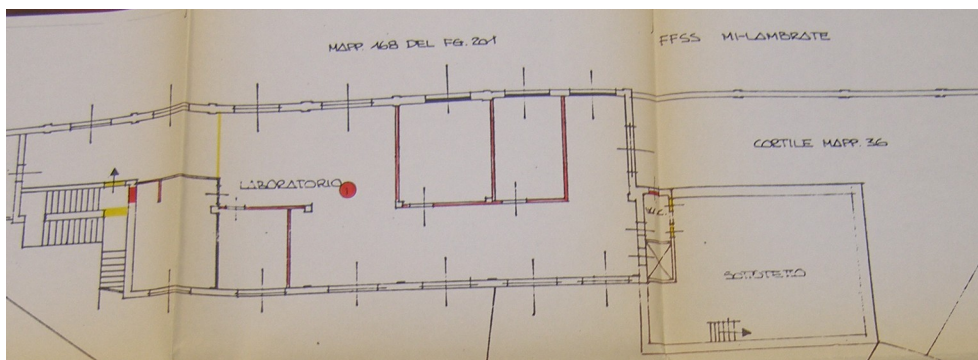 MAPP. 168 DEL FG. 201
FFSS MI-LAMBRATE
CORTILE MAPP. 36
LABORATORIO
W.C.
SOTTOTETTO